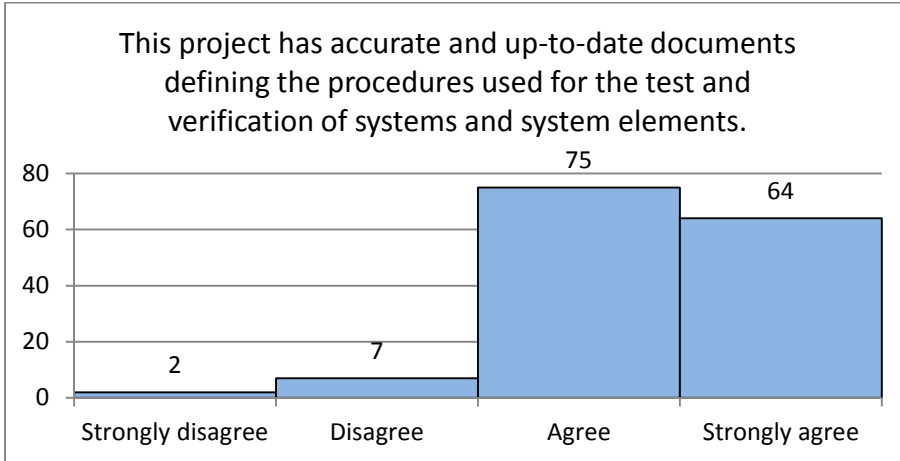 This project has accurate and up-to-date documents
defining the procedures used for the test and
verification of systems and system elements.
80
60
40
20
0
2
7
75
64
Strongly disagree
Disagree
Agree
Strongly agree